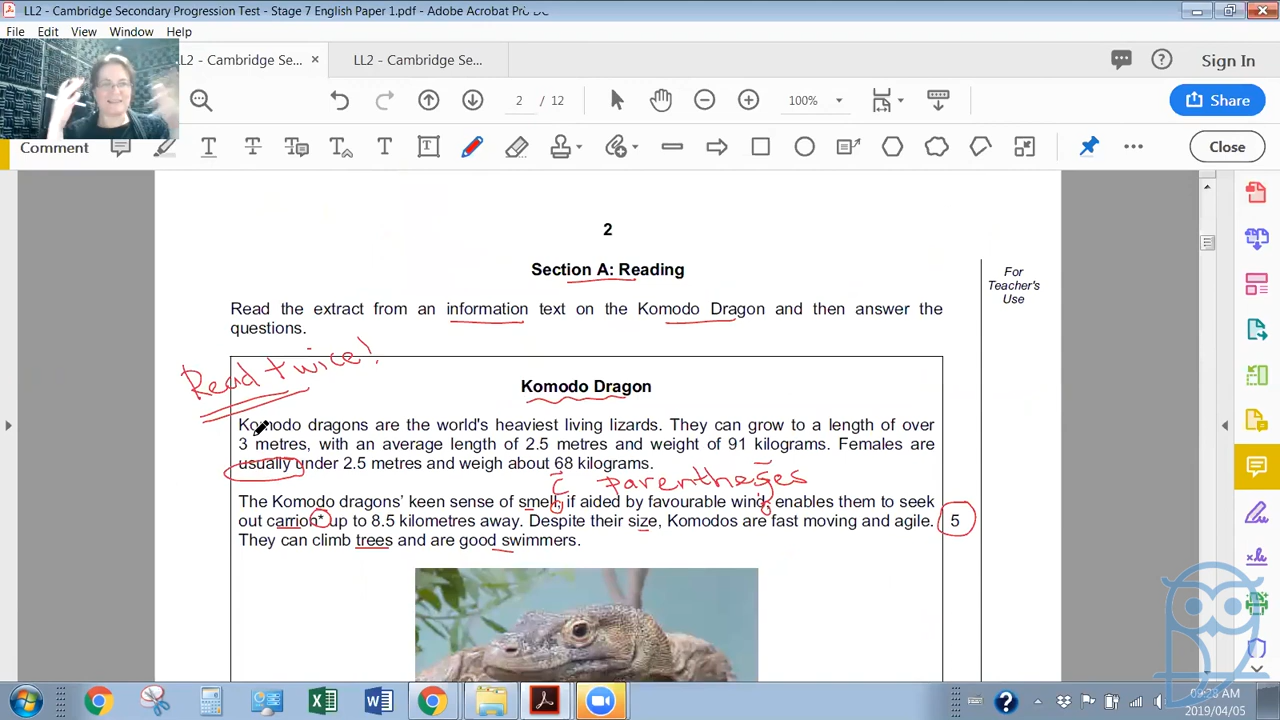 LL2 - Cambridge Secondary Progression Test - Stage 7 English Paper 1.pdf - Adobe Acrobat Pro DC
File Edit View Window Help
LL2 - Cambridge Se... × LL2 - Cambridge Se... Sign In
2 / 12 100% Share
Comment Close
2
Section A: Reading
For
Teacher's
Use
Read the extract from an information text on the Komodo Dragon and then answer the
questions.
Read twice!
Komodo Dragon
Komodo dragons are the world's heaviest living lizards. They can grow to a length of over
3 metres, with an average length of 2.5 metres and weight of 91 kilograms. Females are
usually under 2.5 metres and weigh about 68 kilograms.
parentheses
The Komodo dragons' keen sense of smell, if aided by favourable wind, enables them to seek
out carrion* up to 8.5 kilometres away. Despite their size, Komodos are fast moving and agile. 5
They can climb trees and are good swimmers.
09:28 AM
2019/04/05